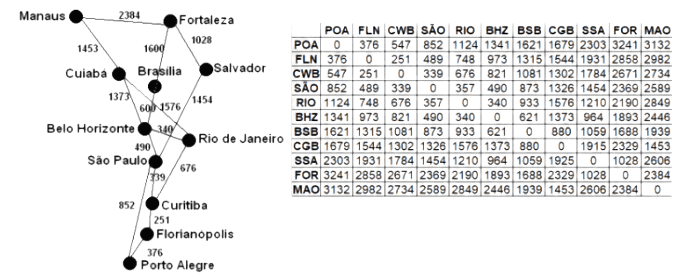 Manaus
2384
Fortaleza
1453
1600
1028
Cuiabá
Brasília
Salvador
1373
600
1576
1454
Belo Horizonte
340
Rio de Janeiro
490
São Paulo
339
676
852
Curitiba
251
Florianópolis
376
Porto Alegre
POA FLN CWB SÃO RIO BHZ BSB CGB SSA FOR MAO
POA 0 376 547 852 1124 1341 1621 1679 2303 3241 3132
FLN 376 0 251 489 748 973 1315 1544 1931 2858 2982
CWB 547 251 0 339 676 821 1081 1302 1784 2671 2734
SÃO 852 489 339 0 357 490 873 1326 1454 2369 2589
RIO 1124 748 676 357 0 340 933 1576 1210 2190 2849
BHZ 1341 973 821 490 340 0 621 1373 964 1893 2446
BSB 1621 1315 1081 873 933 621 0 880 1059 1688 1939
CGB 1679 1544 1302 1326 1576 1373 880 0 1915 2329 1453
SSA 2303 1931 1784 1454 1210 964 1059 1925 0 1028 2606
FOR 3241 2858 2671 2369 2190 1893 1688 2329 1028 0 2384
MAO 3132 2982 2734 2589 2849 2446 1939 1453 2606 2384 0